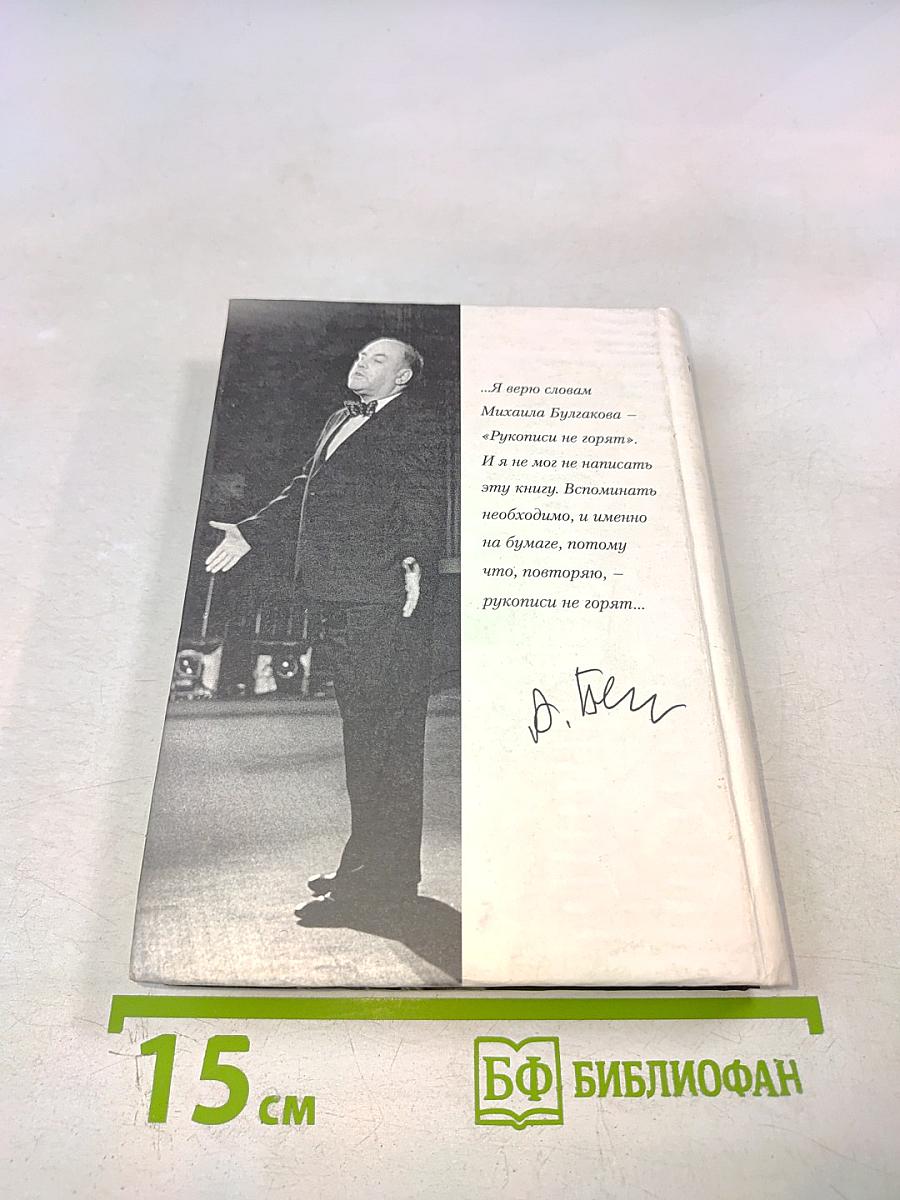 ...Я верю словам
Михаила Булгакова –
«Рукописи не горят».
И я не мог не написать
эту книгу. Вспоминать
необходимо, и именно
на бумаге, потому
что, повторяю, –
рукописи не горят...
15 см
БФ БИБЛИОФАН